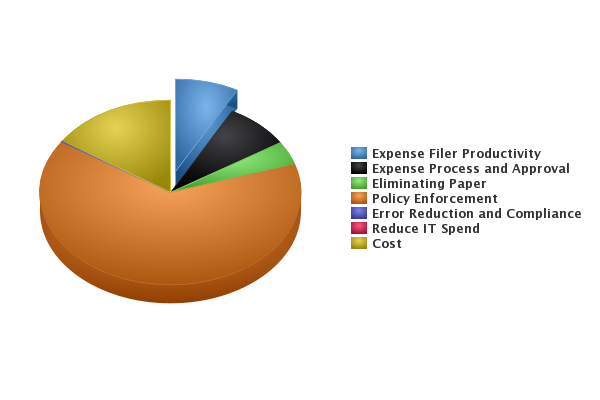 Expense Filer Productivity
Expense Process and Approval
Eliminating Paper
Policy Enforcement
Error Reduction and Compliance
Reduce IT Spend
Cost